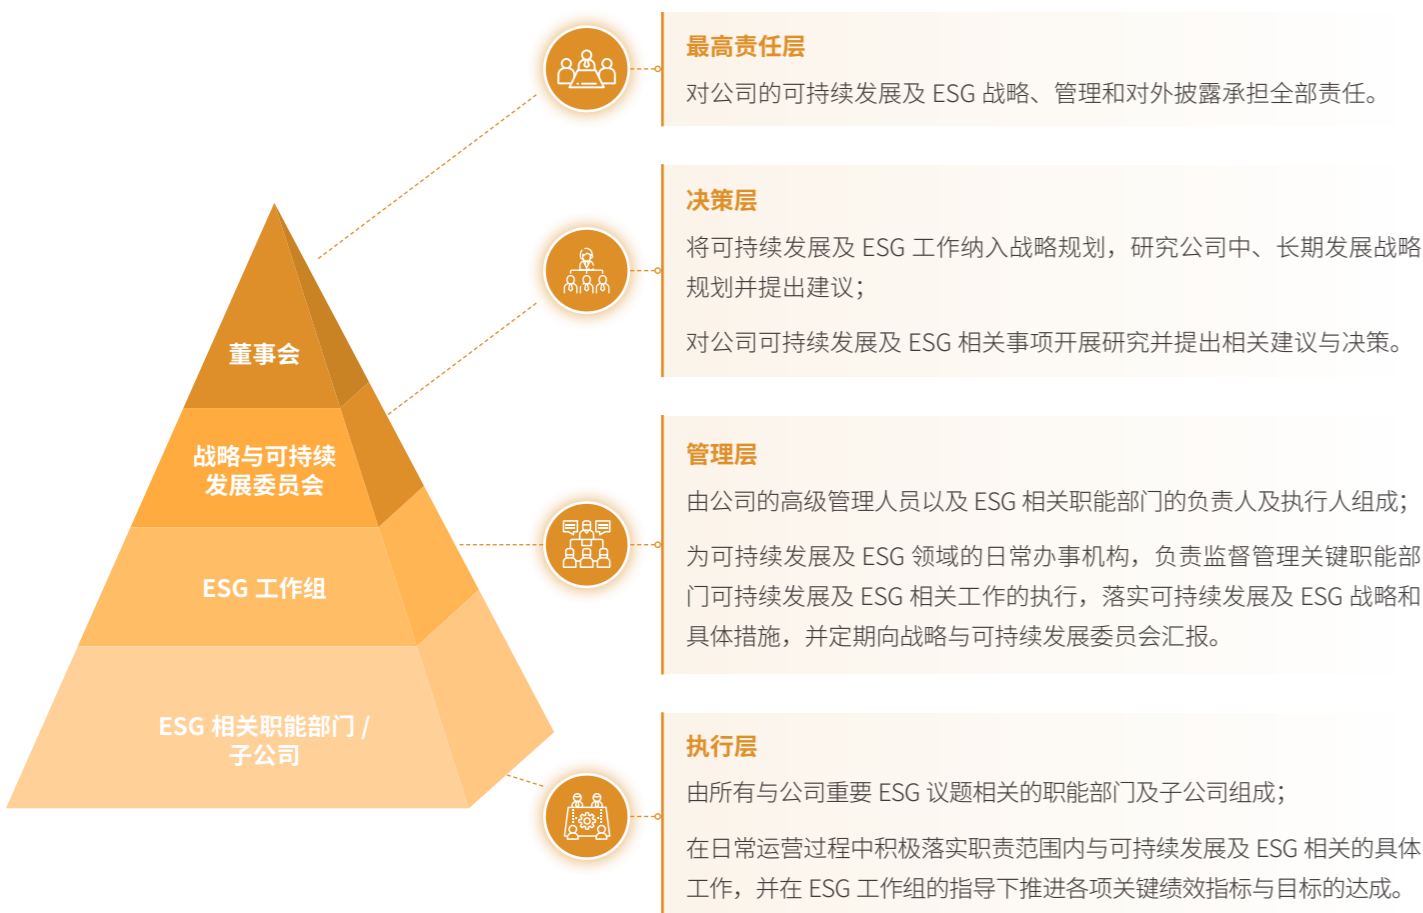 最高责任层
对公司的可持续发展及 ESG 战略、管理和对外披露承担全部责任。
决策层
将可持续发展及 ESG 工作纳入战略规划，研究公司中、长期发展战略
规划并提出建议；
对公司可持续发展及 ESG 相关事项开展研究并提出相关建议与决策。
董事会
战略与可持续
发展委员会
ESG 工作组
ESG 相关职能部门 /
子公司
管理层
由公司的高级管理人员以及 ESG 相关职能部门的负责人及执行人组成；
为可持续发展及 ESG 领域的日常办事机构，负责监督管理关键职能部
门可持续发展及 ESG 相关工作的执行，落实可持续发展及 ESG 战略和
具体措施，并定期向战略与可持续发展委员会汇报。
执行层
由所有与公司重要 ESG 议题相关的职能部门及子公司组成；
在日常运营过程中积极落实职责范围内与可持续发展及 ESG 相关的具体
工作，并在 ESG 工作组的指导下推进各项关键绩效指标与目标的达成。